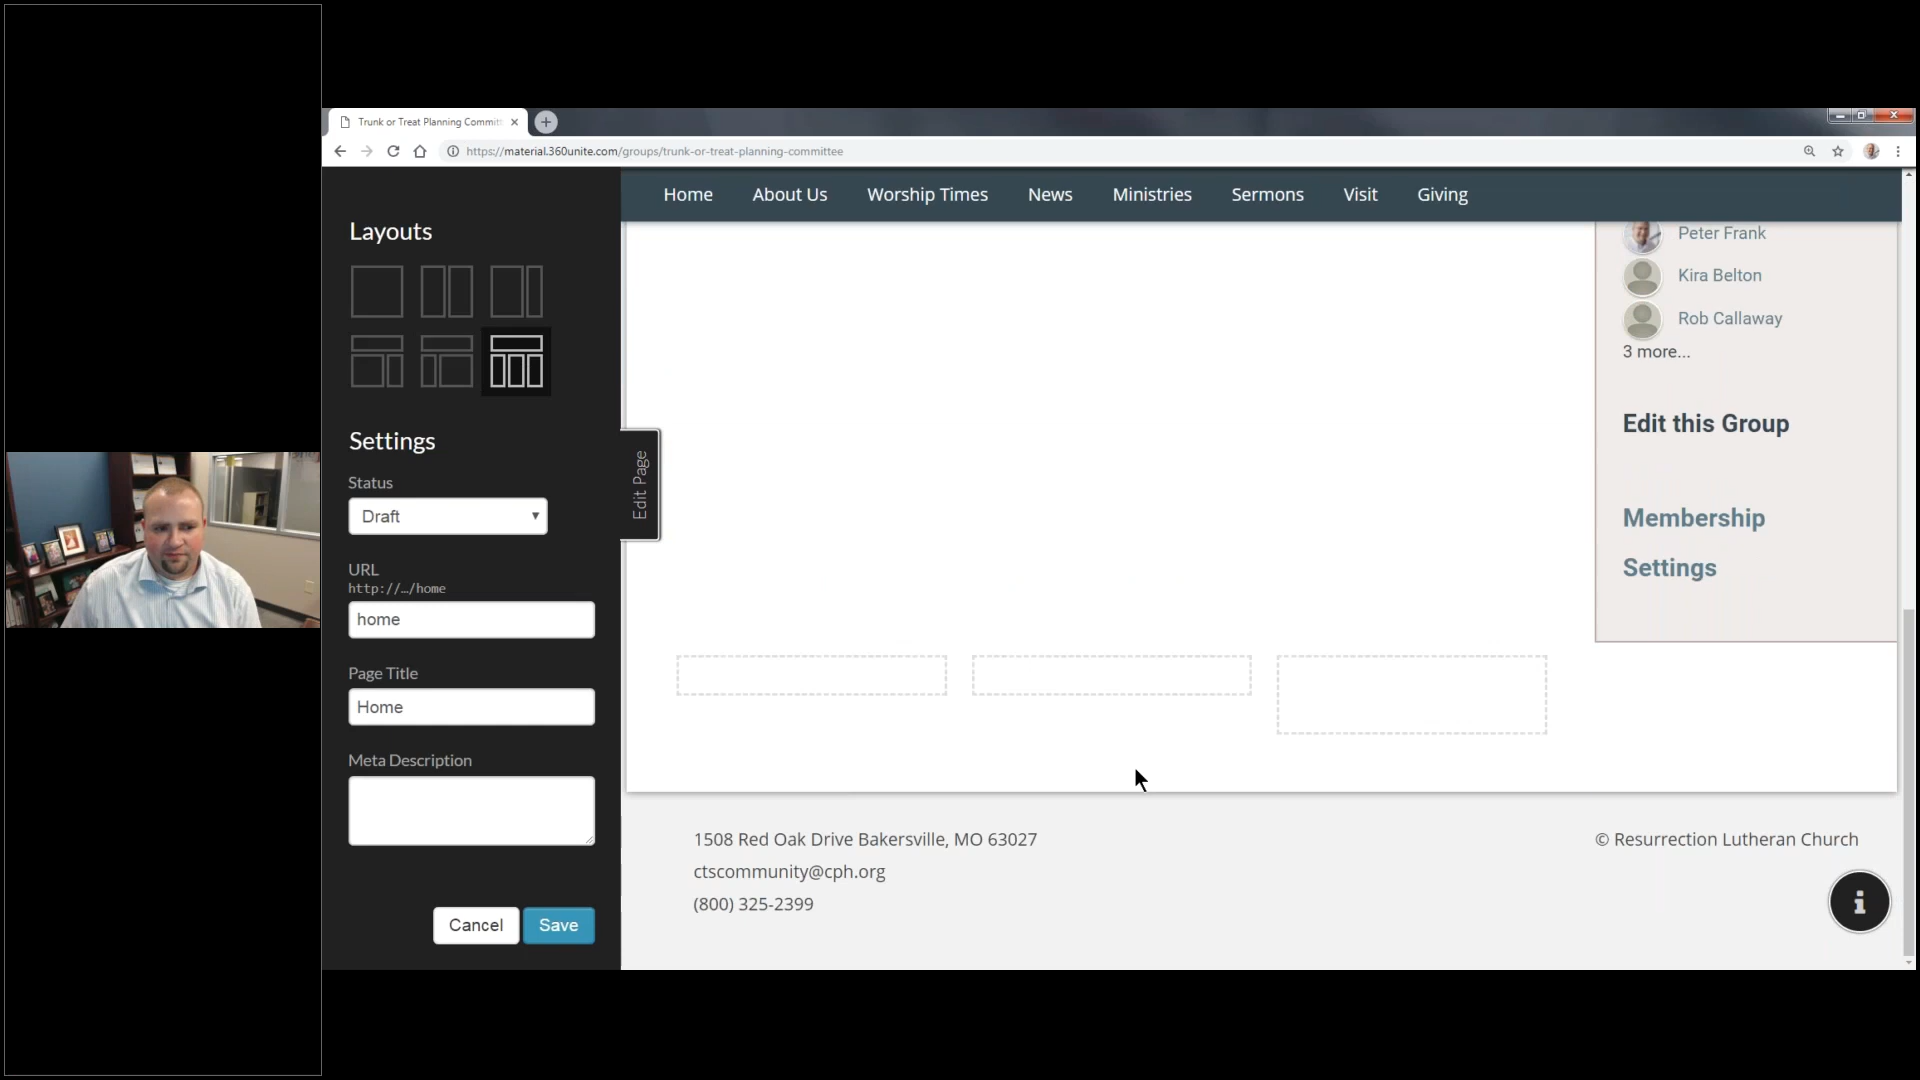 Trunk or Treat Planning Committ
https://material.360unite.com/groups/trunk-or-treat-planning-committee
Home About Us Worship Times News Ministries Sermons Visit Giving
Layouts
Settings
Status
Draft
URL
http://…/home
home
Page Title
Home
Meta Description
Cancel Save
Edit Page
Peter Frank
Kira Belton
Rob Callaway
3 more...
Edit this Group
Membership
Settings
1508 Red Oak Drive Bakersville, MO 63027
ctscommunity@cph.org
(800) 325-2399
© Resurrection Lutheran Church
i